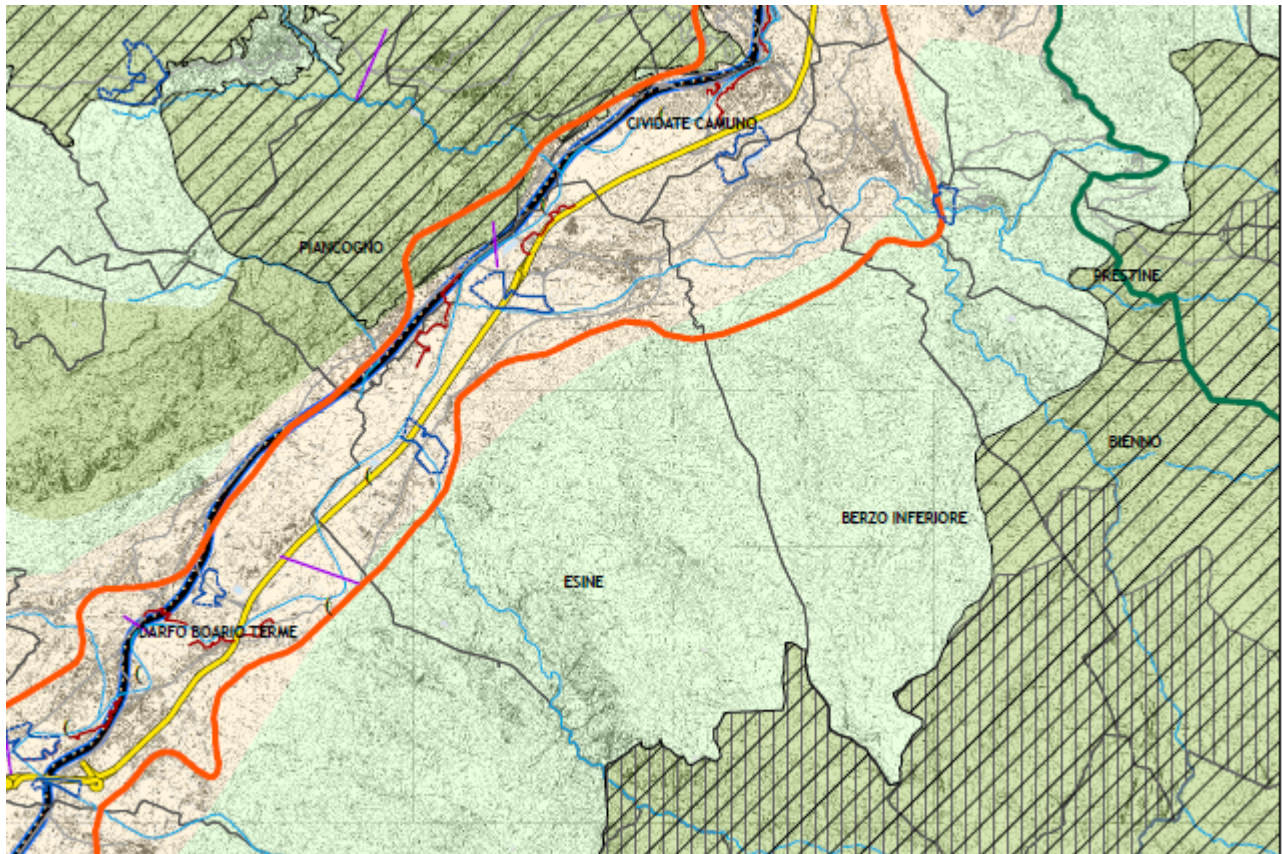 CIVIDATE CAMUNO
PIANCOGNO
PRESTINE
BIENNO
BERZO INFERIORE
ESINE
DARFO BOARIO TERME